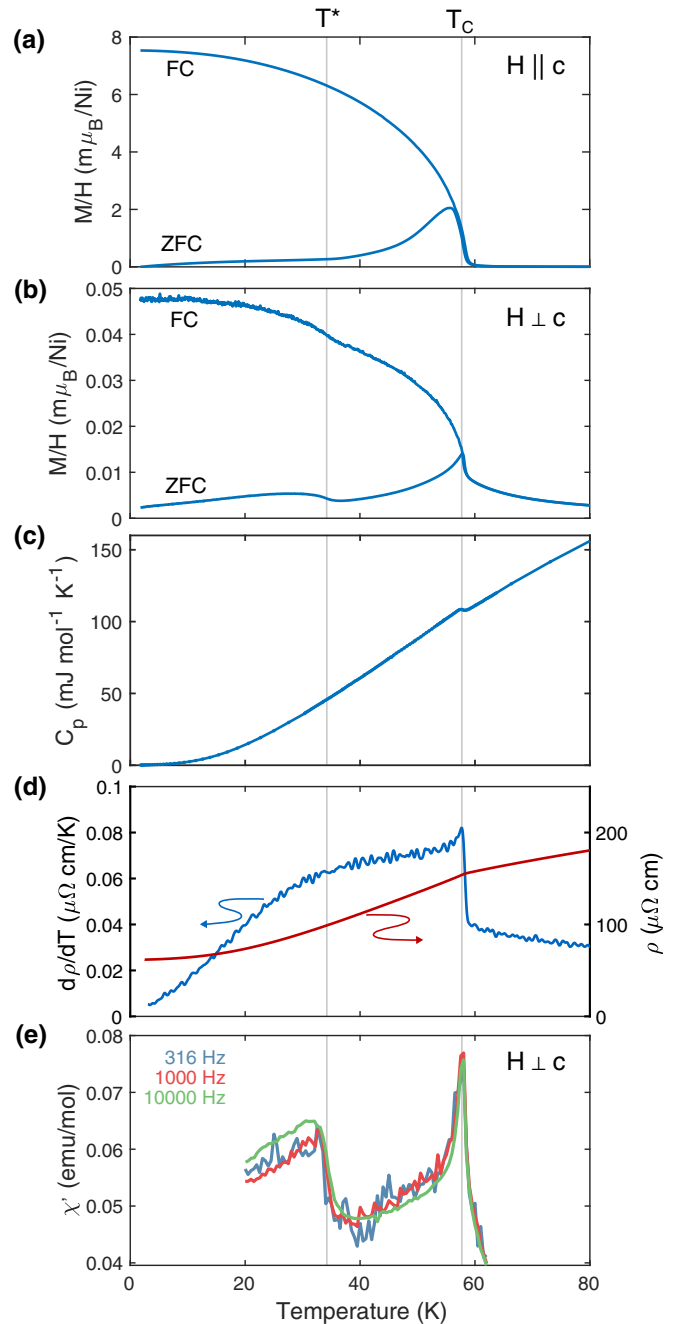 T* T_C
(a)
8
6
4
2
0
M/H (mμ_B/Ni)
FC
ZFC
H || c
(b)
0.05
0.04
0.03
0.02
0.01
0
M/H (mμ_B/Ni)
FC
ZFC
H ⊥ c
(c)
150
100
50
0
C_p (mJ mol⁻¹ K⁻¹)
(d)
0.1
0.08
0.06
0.04
0.02
0
dρ/dT (μΩ cm/K)
200
100
0
ρ (μΩ cm)
(e)
0.08
0.07
0.06
0.05
0.04
χ' (emu/mol)
316 Hz
1000 Hz
10000 Hz
H ⊥ c
0 20 40 60 80
Temperature (K)